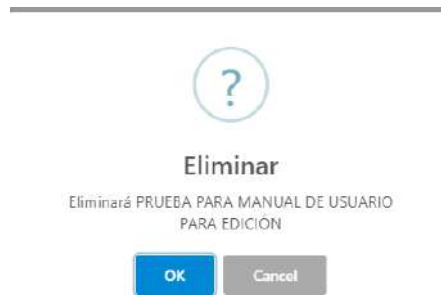 ?
Eliminar
Eliminará PRUEBA PARA MANUAL DE USUARIO
PARA EDICIÓN
OK Cancel